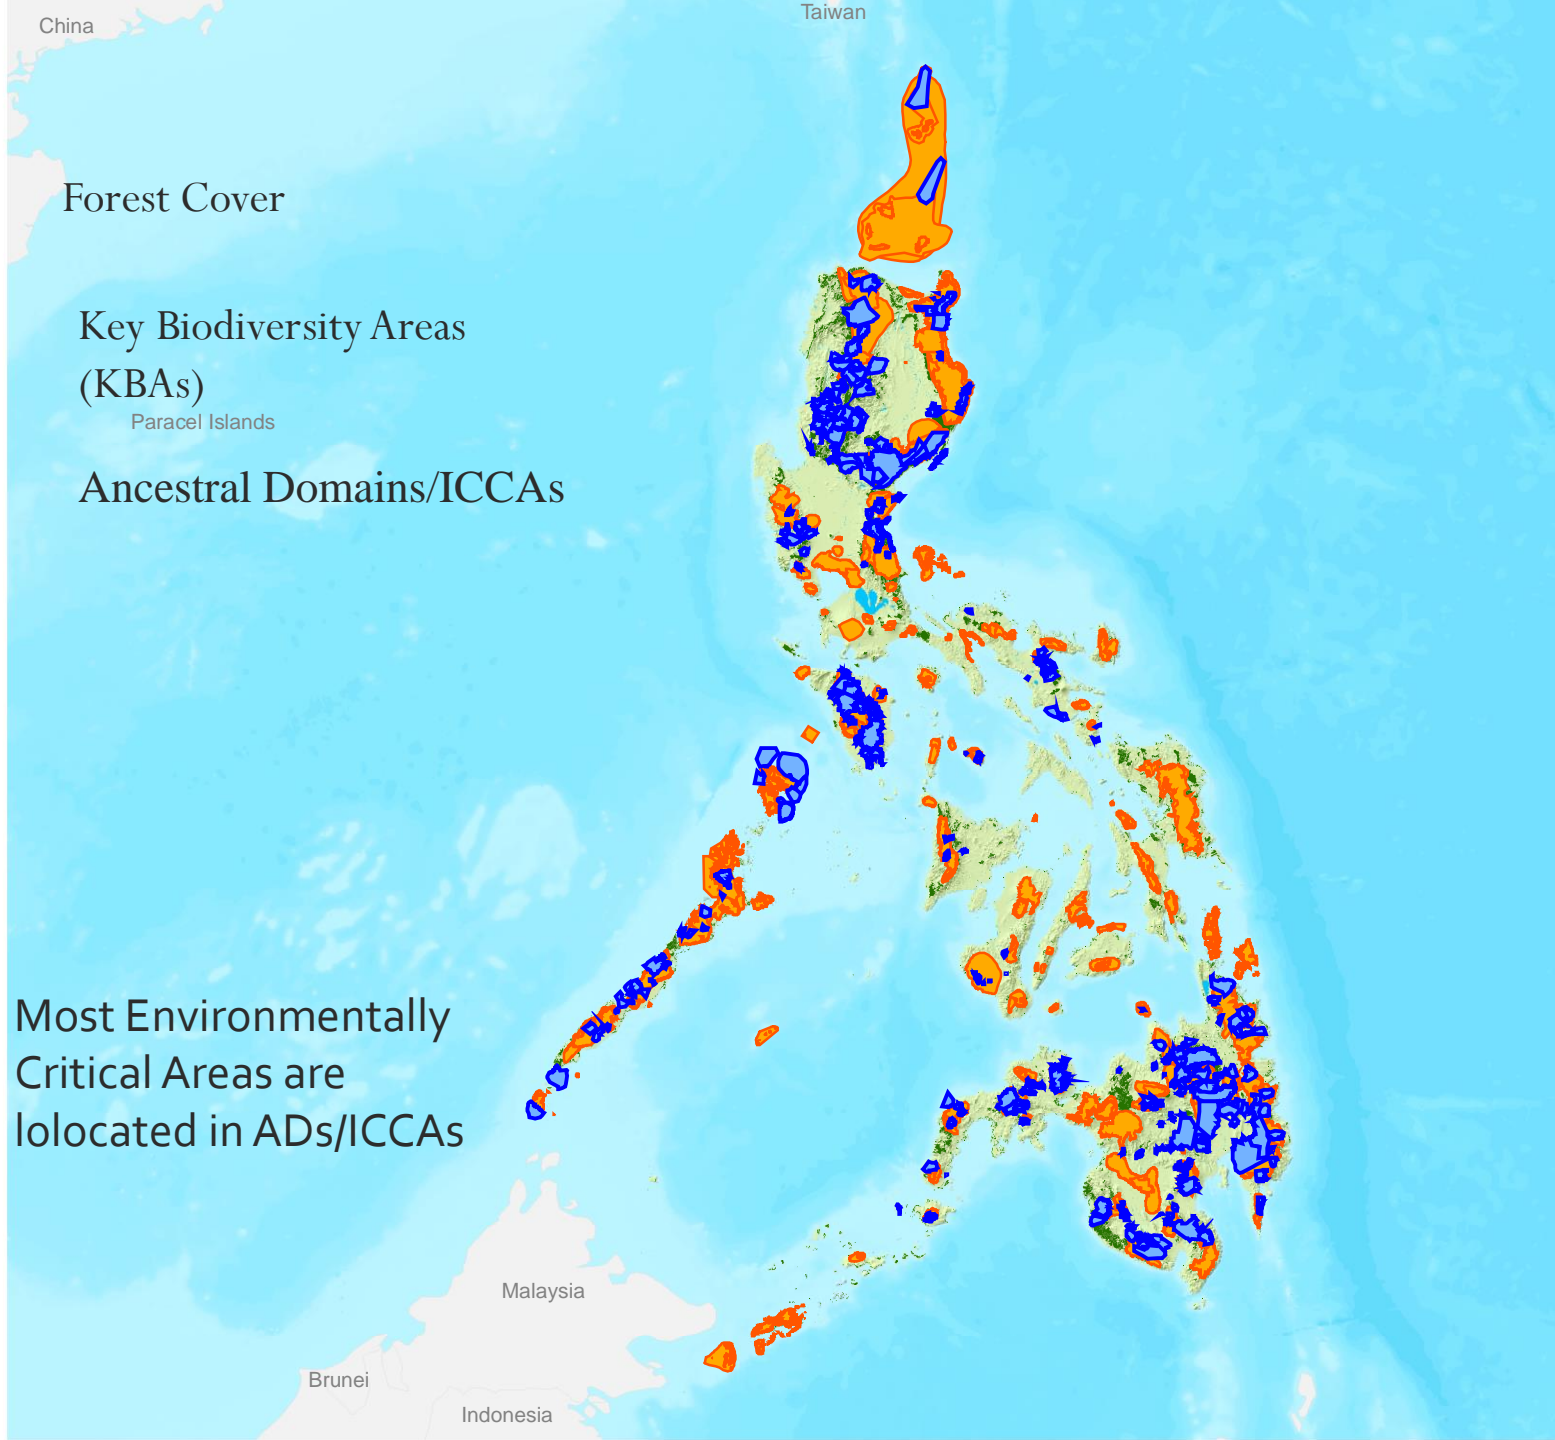 China
Taiwan
Forest Cover
Key Biodiversity Areas
(KBAs)
Paracel Islands
Ancestral Domains/ICCAs
Most Environmentally
Critical Areas are
lolocated in ADs/ICCAs
Malaysia
Brunei
Indonesia